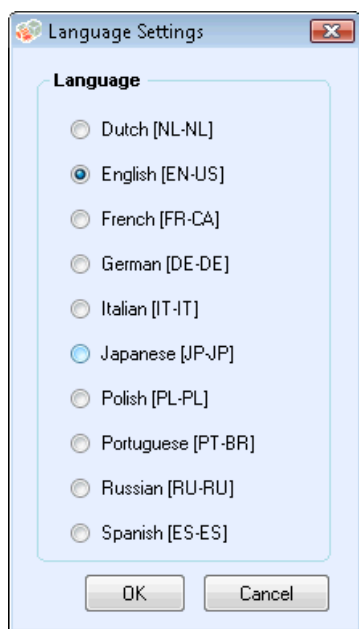 Language Settings
Language
Dutch [NL-NL]
English [EN-US]
French [FR-CA]
German [DE-DE]
Italian [IT-IT]
Japanese [JP-JP]
Polish [PL-PL]
Portuguese [PT-BR]
Russian [RU-RU]
Spanish [ES-ES]
OK Cancel